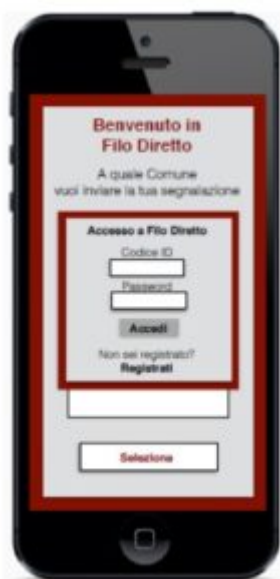 Benvenuto in
Filo Diretto
A quale Comune
vuoi inviare la tua segnalazione
Accesso a Filo Diretto
Codice ID
Password
Accedi
Non sei registrato?
Registrati
Seleziona